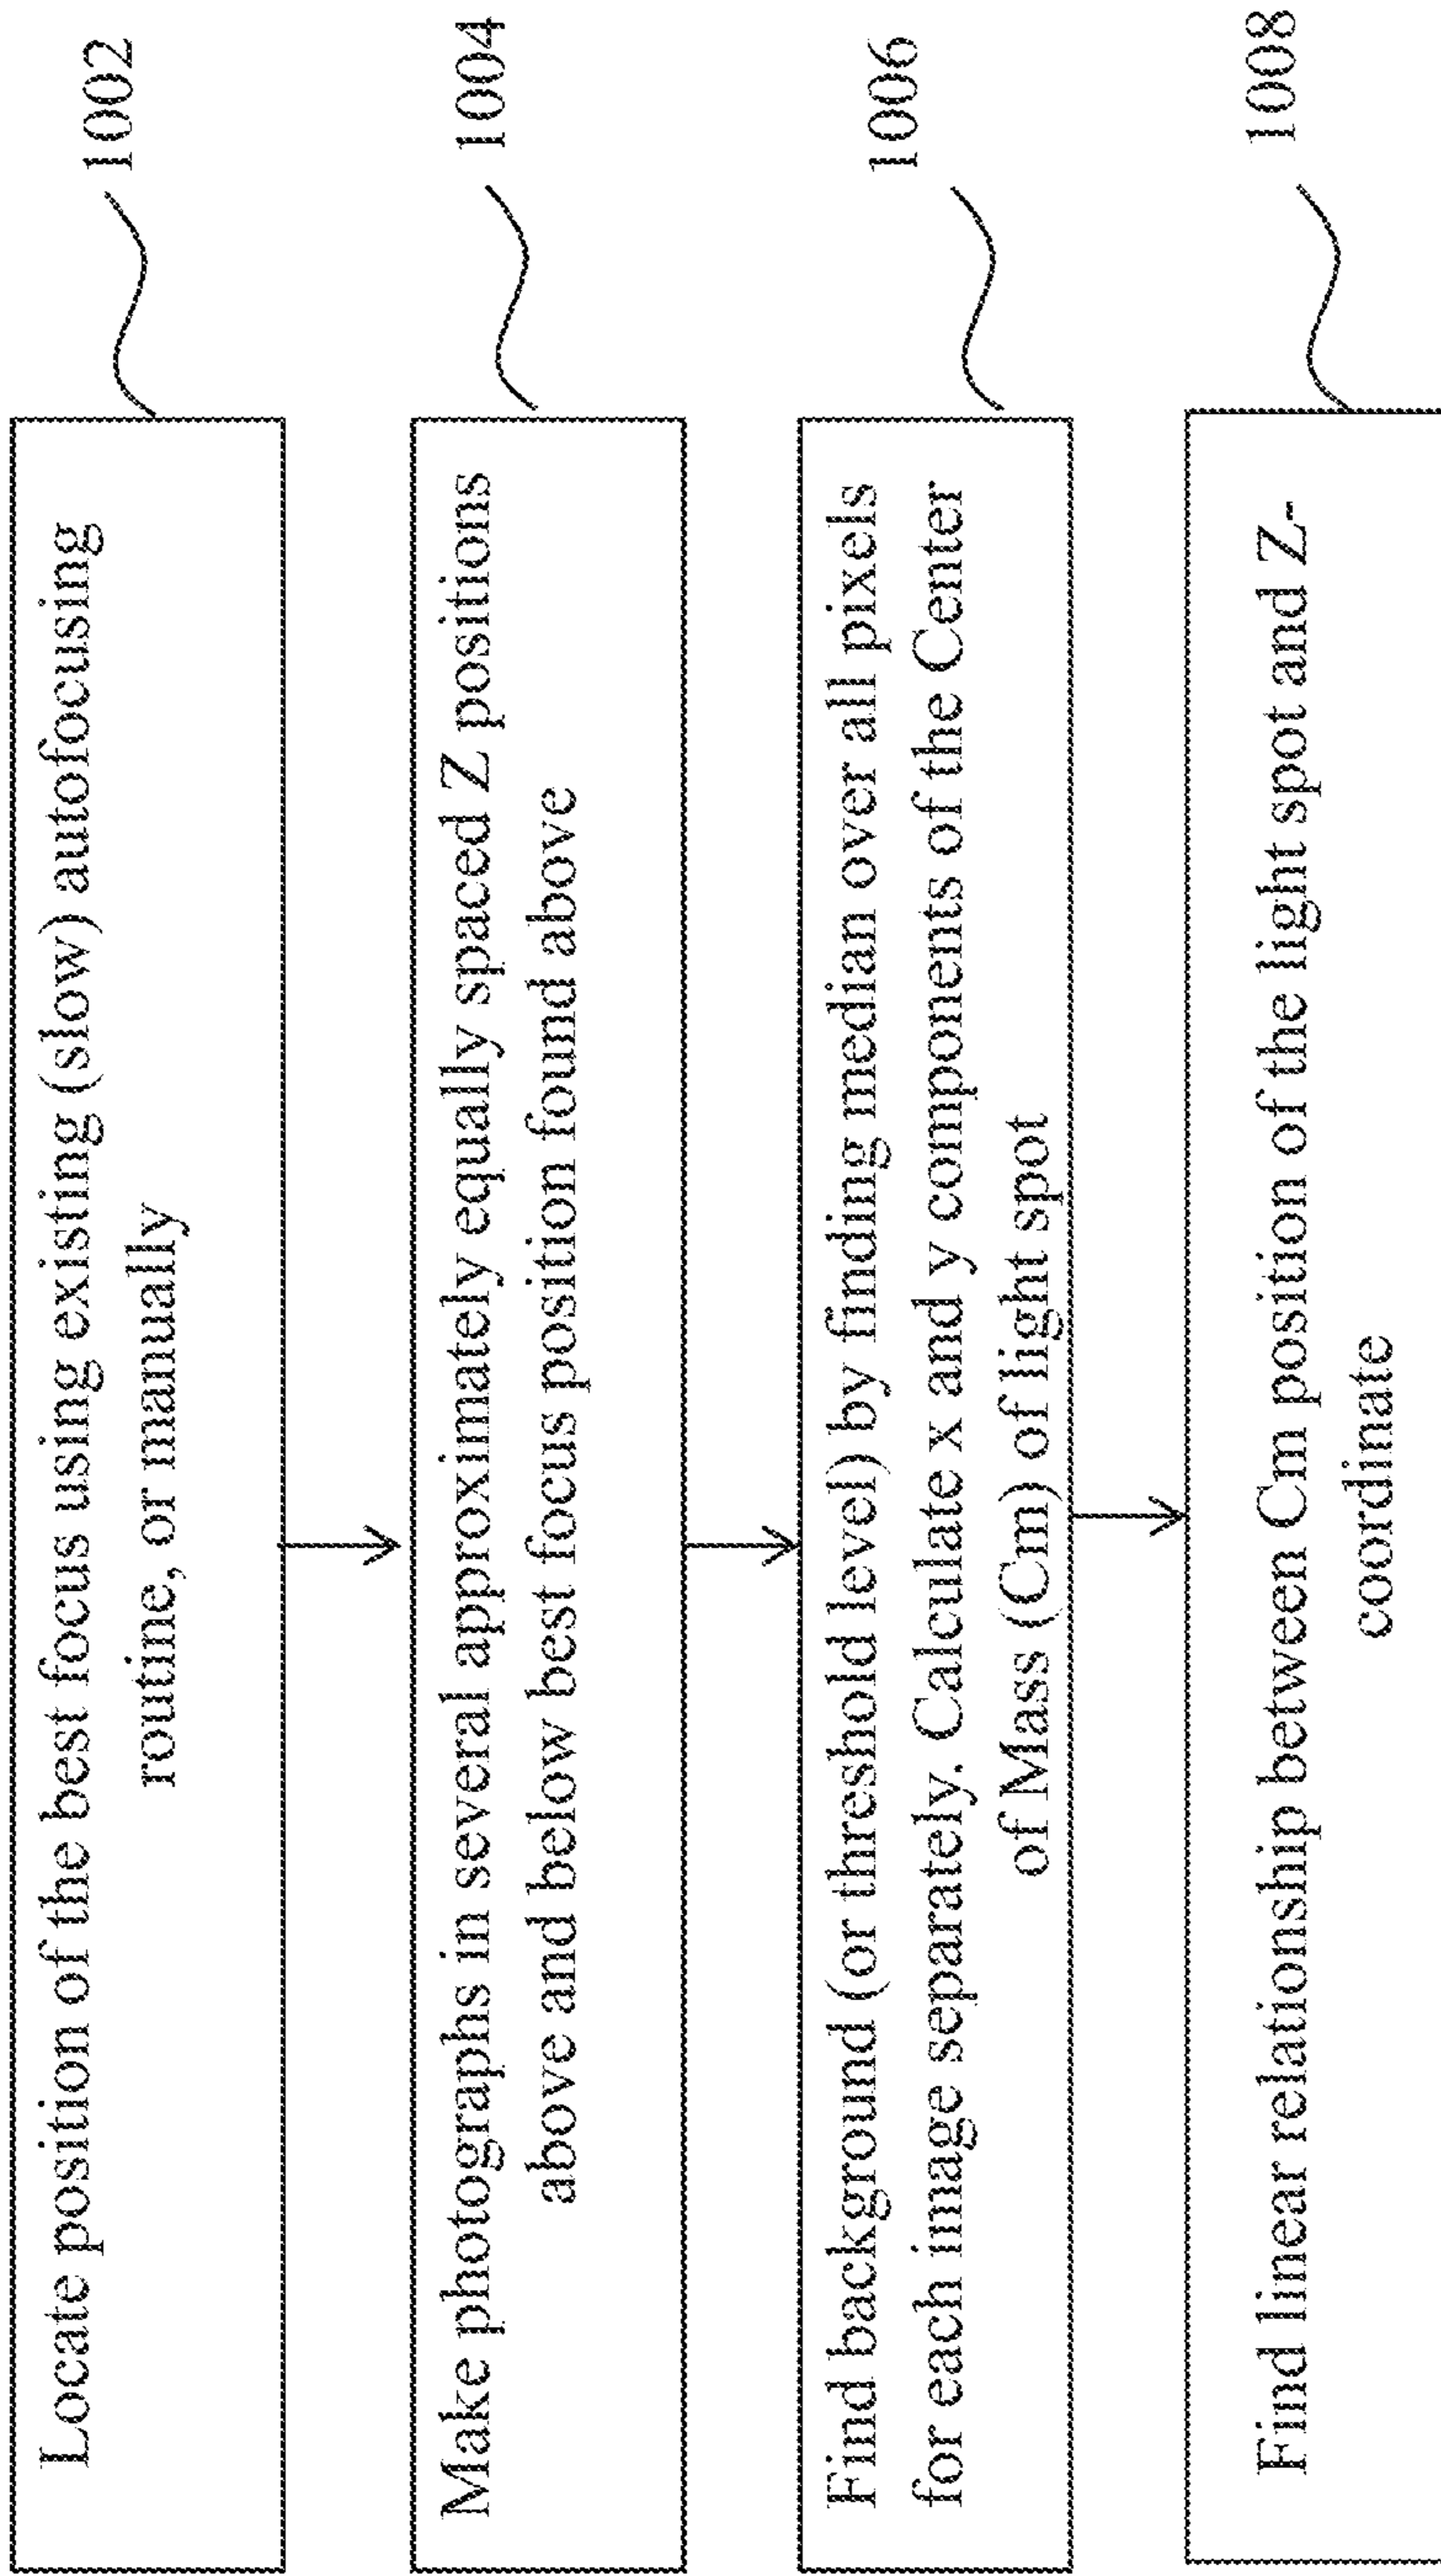 Locate position of the best focus using existing (slow) autofocusing
routine, or manually
1002
Make photographs in several approximately equally spaced Z positions
above and below best focus position found above
1004
Find background (or threshold level) by finding median over all pixels
for each image separately. Calculate x and y components of the Center
of Mass (Cm) of light spot
1006
Find linear relationship between Cm position of the light spot and Z-
coordinate
1008